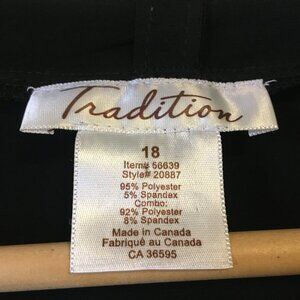 Tradition
18
Item# 56639
Style# 20887
95% Polyester
5% Spandex
Combo:
92% Polyester
8% Spandex
Made in Canada
Fabriqué au Canada
CA 36595